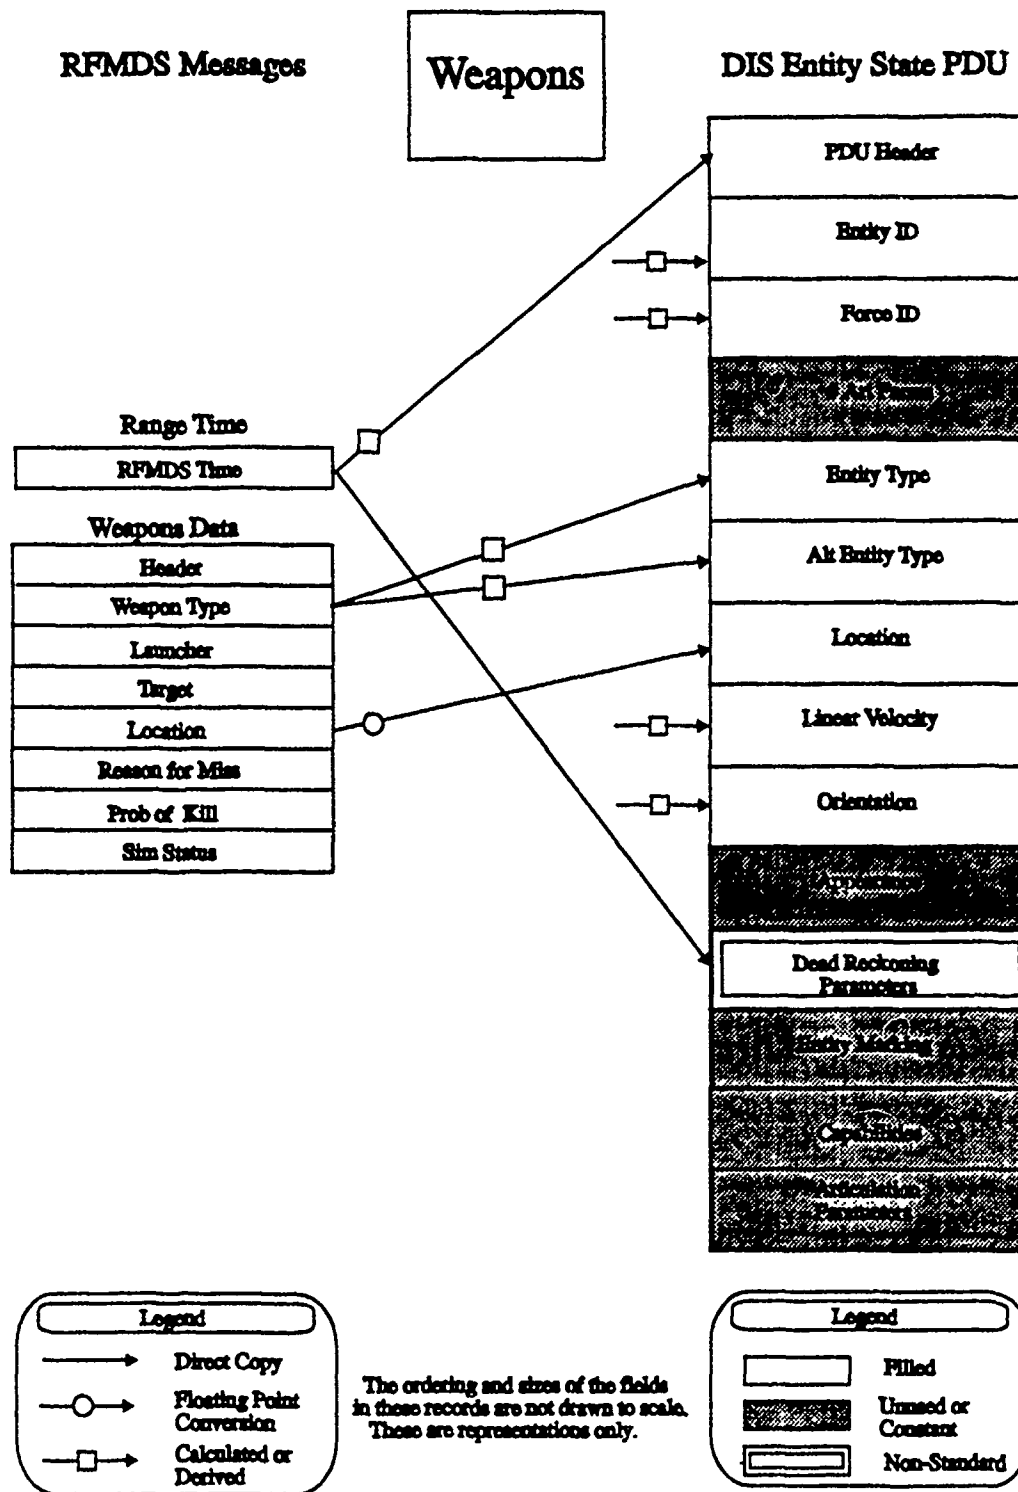 RFMDS Messages
Weapons
DIS Entity State PDU
PDU Header
Entity ID
Force ID
Range Time
RFMDS Time
Weapons Data
Header
Weapon Type
Launcher
Target
Location
Reason for Miss
Prob of Kill
Sim Status
Entity Type
Alt Entity Type
Location
Linear Velocity
Orientation
Appearance
Dead Reckoning
Parameters
Entity Marking
Capabilities
Articulation
Parameters
Legend
Direct Copy
Floating Point
Conversion
Calculated or
Derived
The ordering and sizes of the fields
in these records are not drawn to scale.
These are representations only.
Legend
Filled
Unused or
Constant
Non-Standard